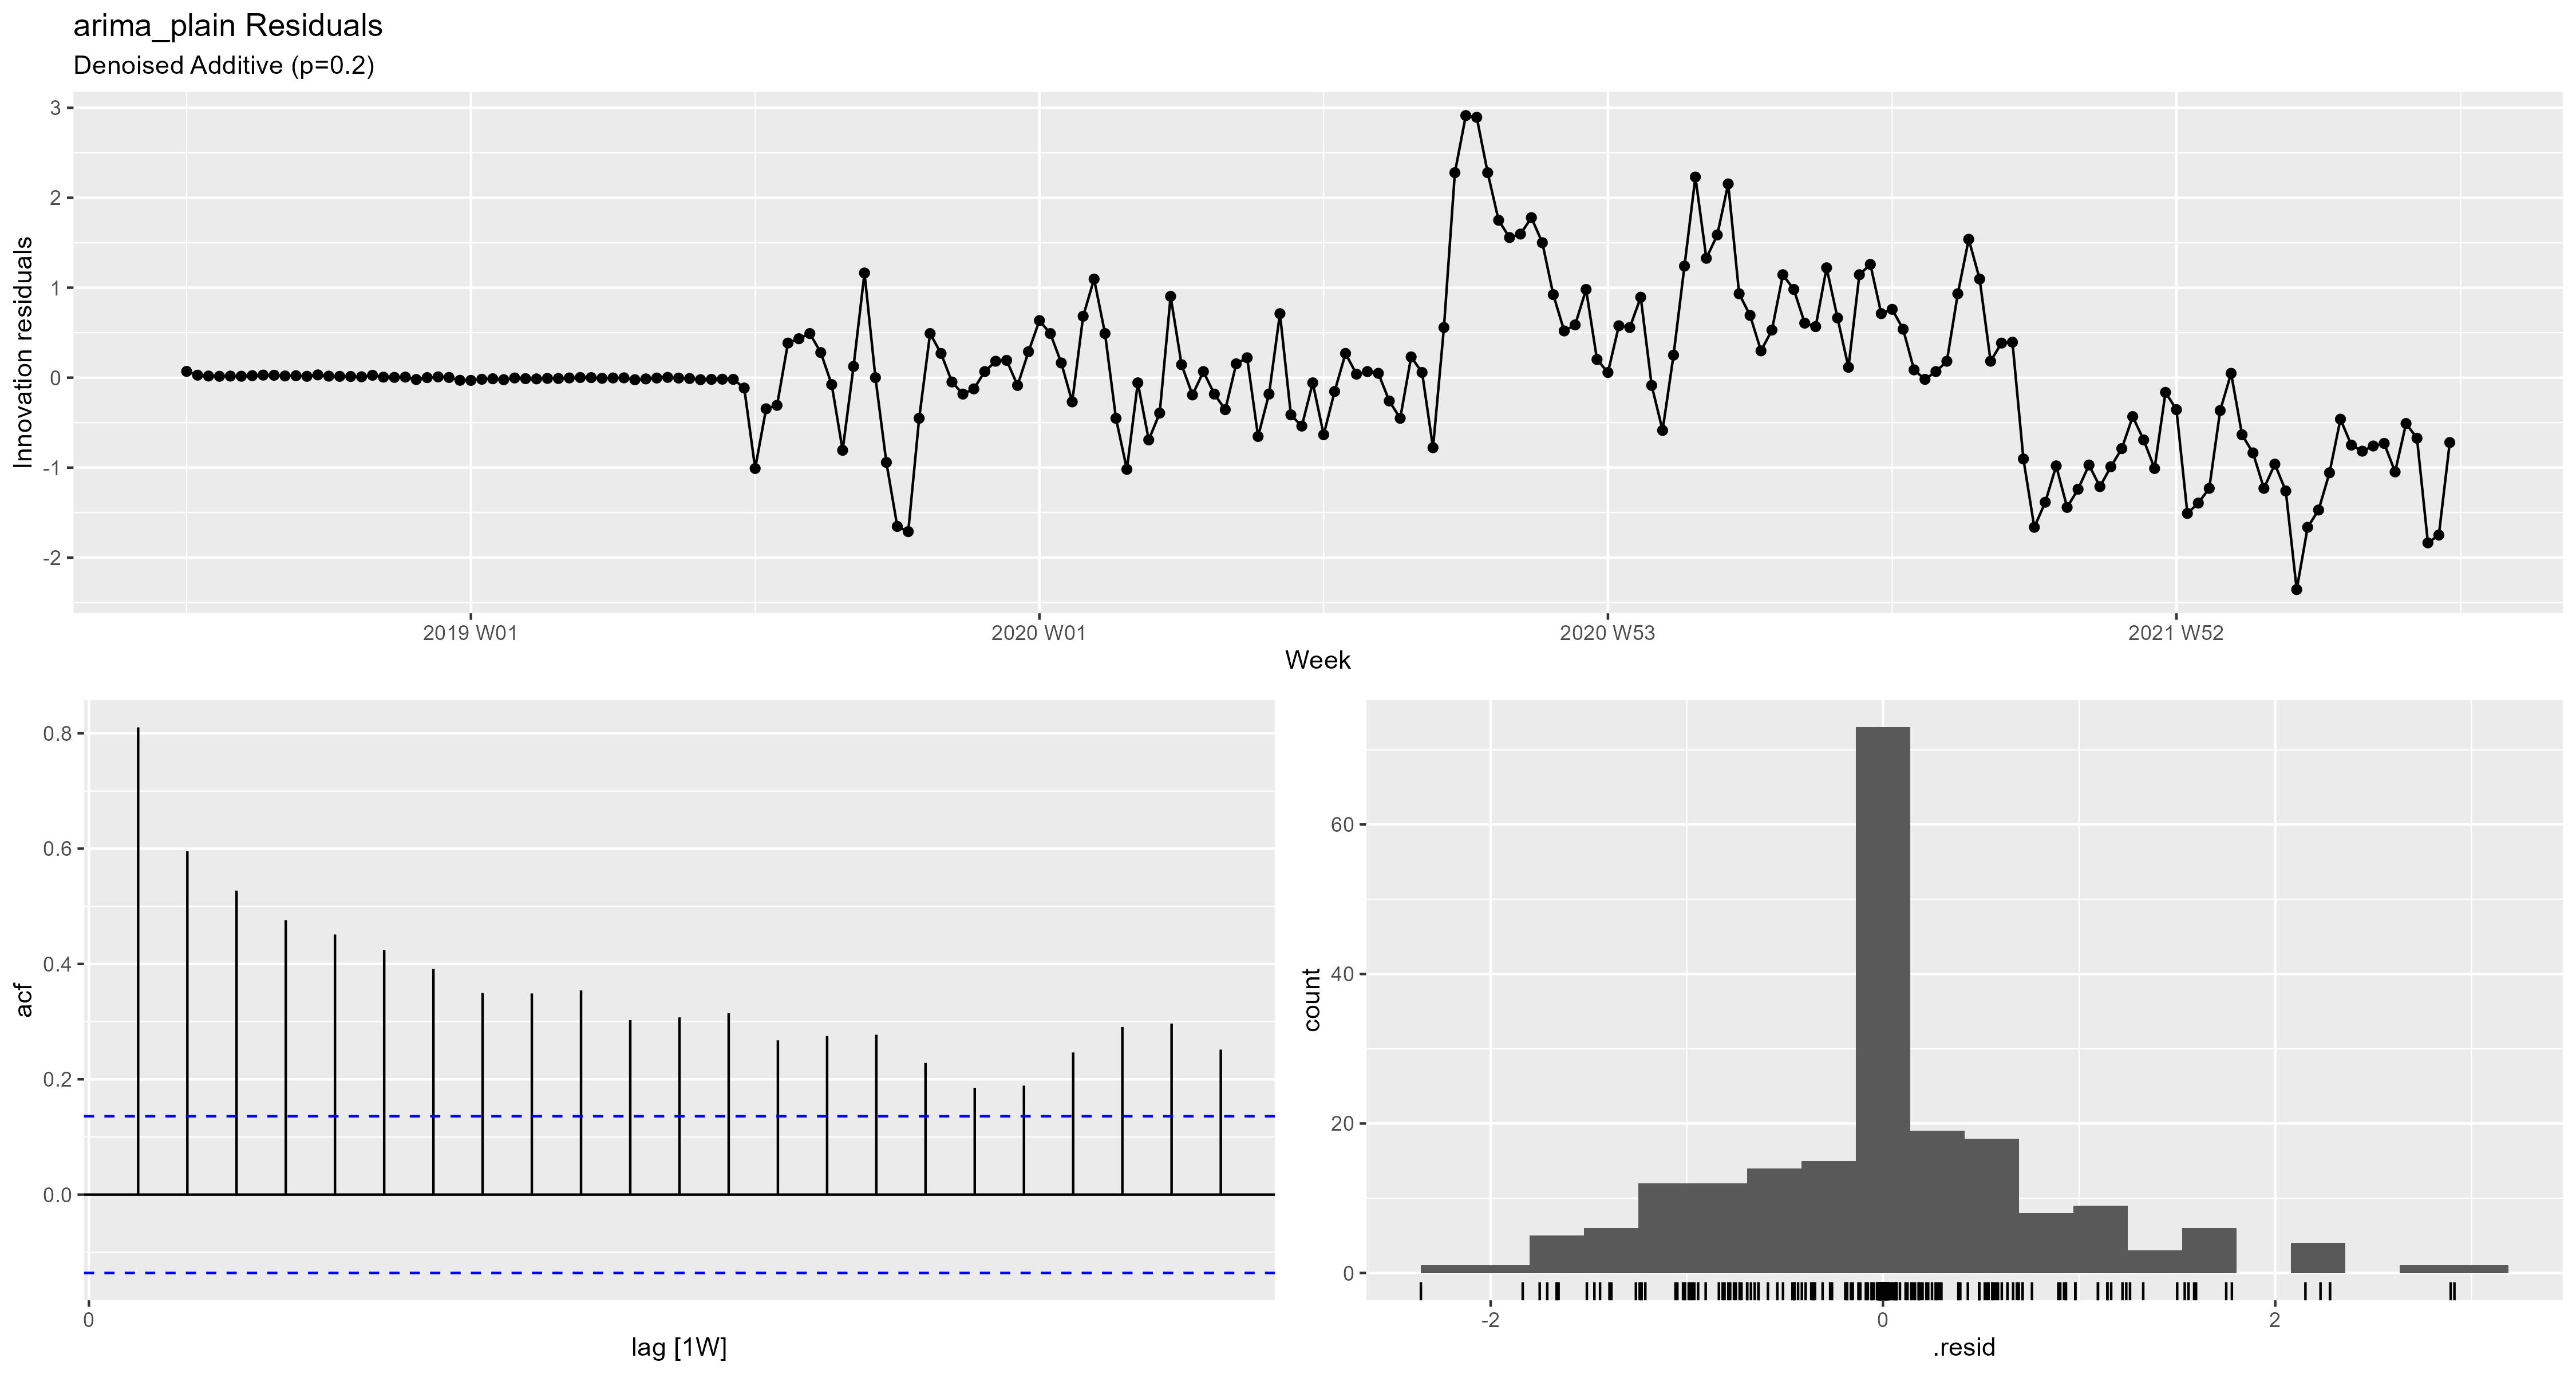 arima_plain Residuals
Denoised Additive (p=0.2)
Innovation residuals
3
2
1
0
-1
-2
2019 W01
2020 W01
2020 W53
2021 W52
Week
acf
0.8
0.6
0.4
0.2
0.0
0
lag [1W]
count
60
40
20
0
-2
0
2
.resid